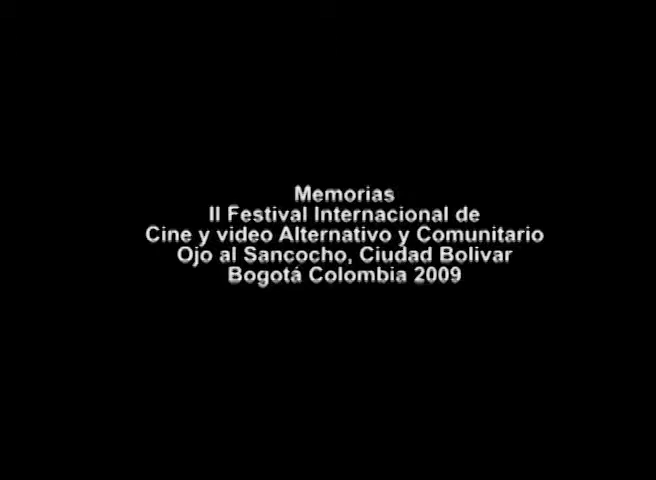 Memorias
II Festival Internacional de
Cine y video Alternativo y Comunitario
Ojo al Sancocho, Ciudad Bolivar
Bogotá Colombia 2009